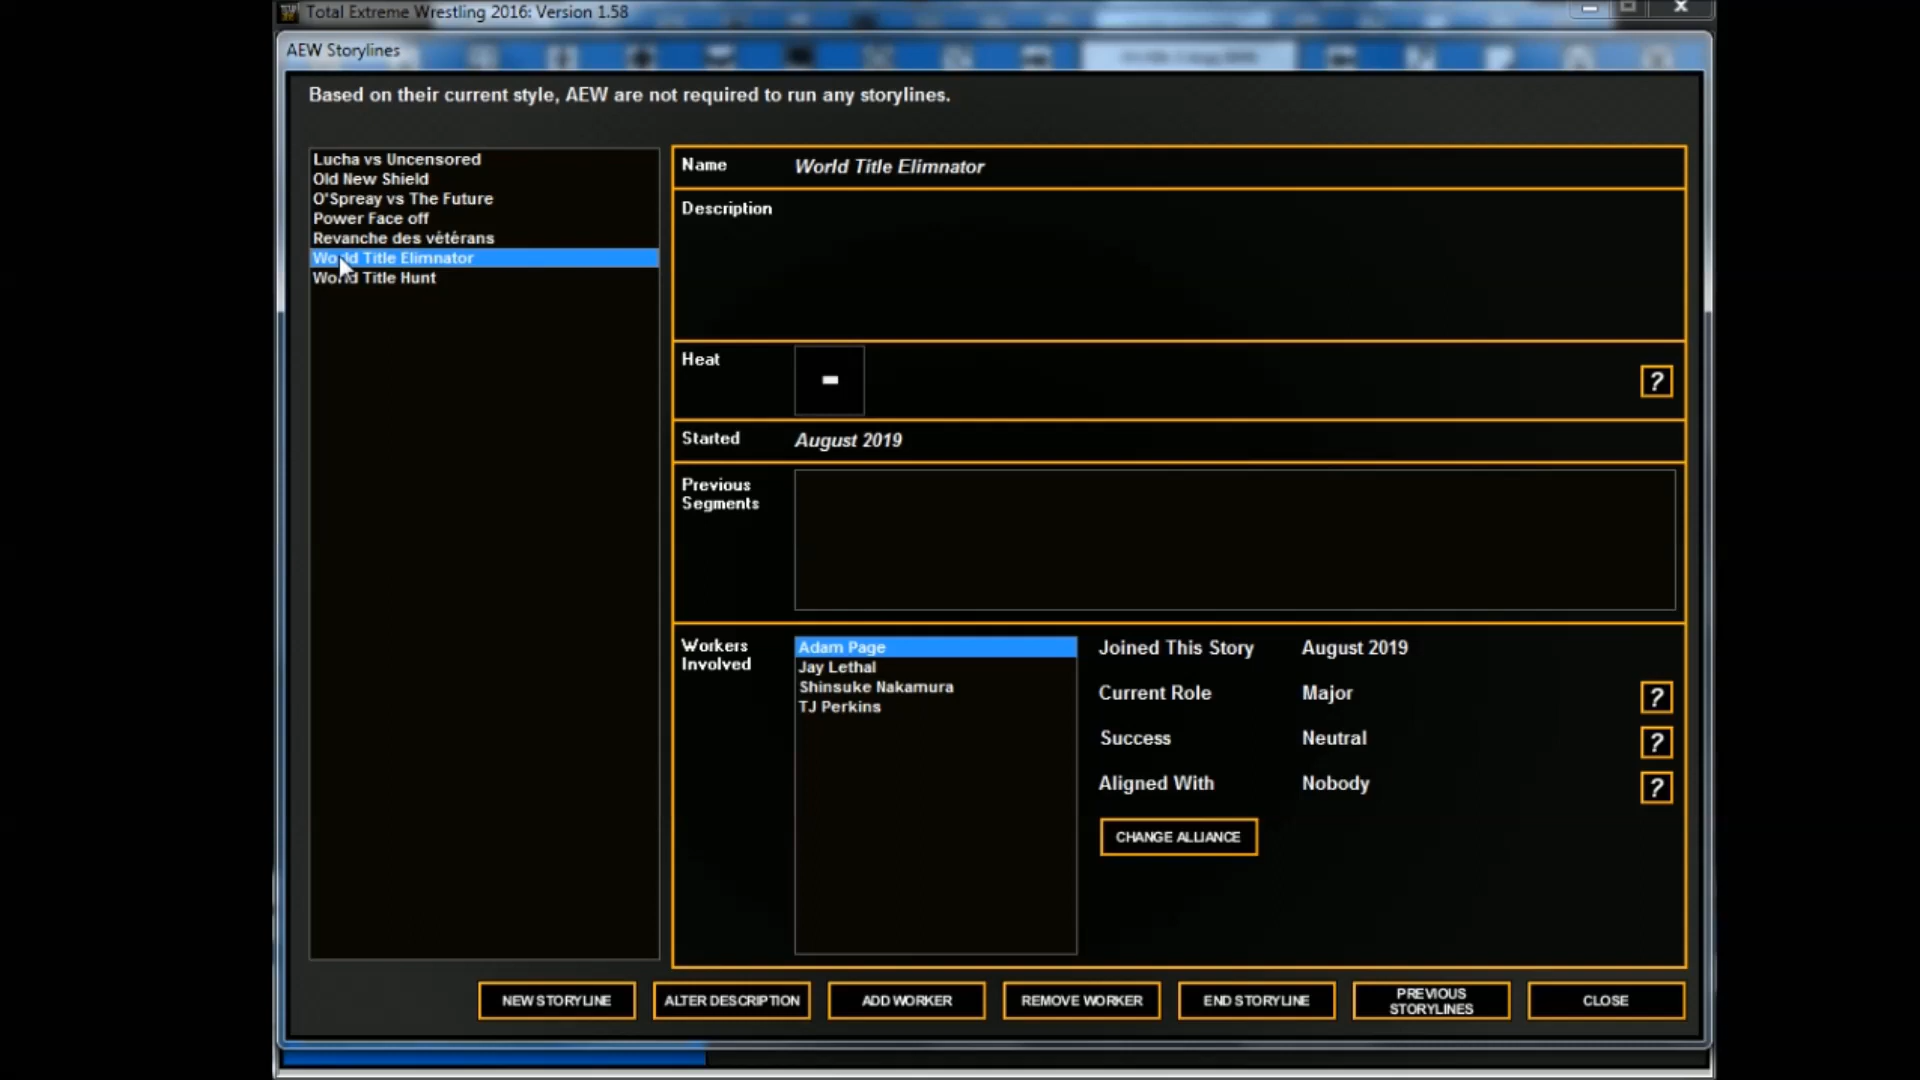 Total Extreme Wrestling 2016: Version 1.58
AEW Storylines
Based on their current style, AEW are not required to run any storylines.
Lucha vs Uncensored
Old New Shield
O'Spreay vs The Future
Power Face off
Revanche des vétérans
World Title Elimnator
World Title Hunt
Name World Title Elimnator
Description
Heat -
?
Started August 2019
Previous
Segments
Workers
Involved
Adam Page
Jay Lethal
Shinsuke Nakamura
TJ Perkins
Joined This Story August 2019
Current Role Major ?
Success Neutral ?
Aligned With Nobody ?
CHANGE ALLIANCE
NEW STORYLINE
ALTER DESCRIPTION
ADD WORKER
REMOVE WORKER
END STORYLINE
PREVIOUS
STORYLINES
CLOSE